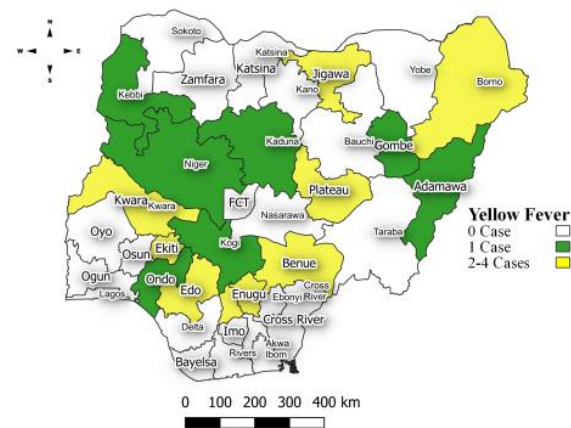 N
W E
S
Sokoto
Katsina
Zamfara Katsina Jigawa Yobe Borno
Kebbi Kano
Kaduna Bauchi Gombe
Niger Adamawa
Kwara Kwara FCT Plateau
Nasarawa
Oyo Kogi Taraba
Osun Ekiti Benue
Ogun Ondo
Lagos Edo Enugu Ebonyi Cross River
Delta Imo Cross River
Bayelsa Rivers Akwa Ibom
Yellow Fever
0 Case
1 Case
2-4 Cases
0 100 200 300 400 km